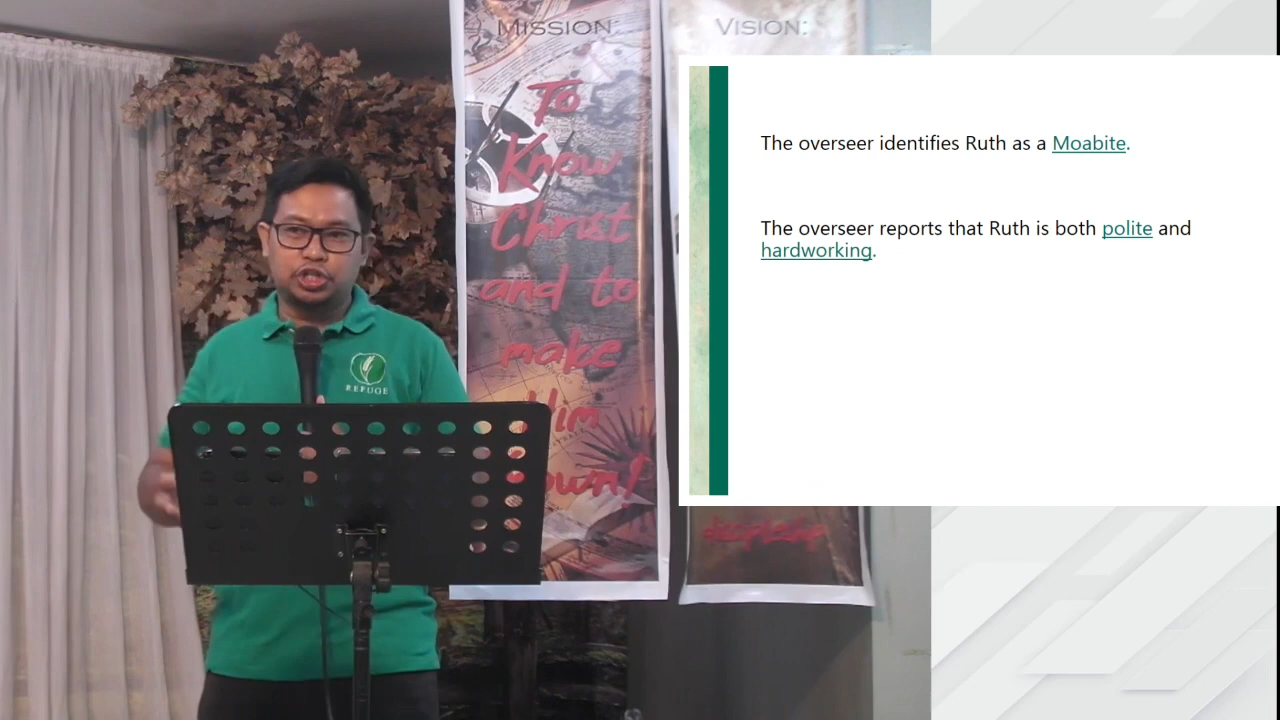 MISSION:
To
Know
Christ
and to
make
Him
VISION:
REFUGE
The overseer identifies Ruth as a Moabite.
The overseer reports that Ruth is both polite and
hardworking.